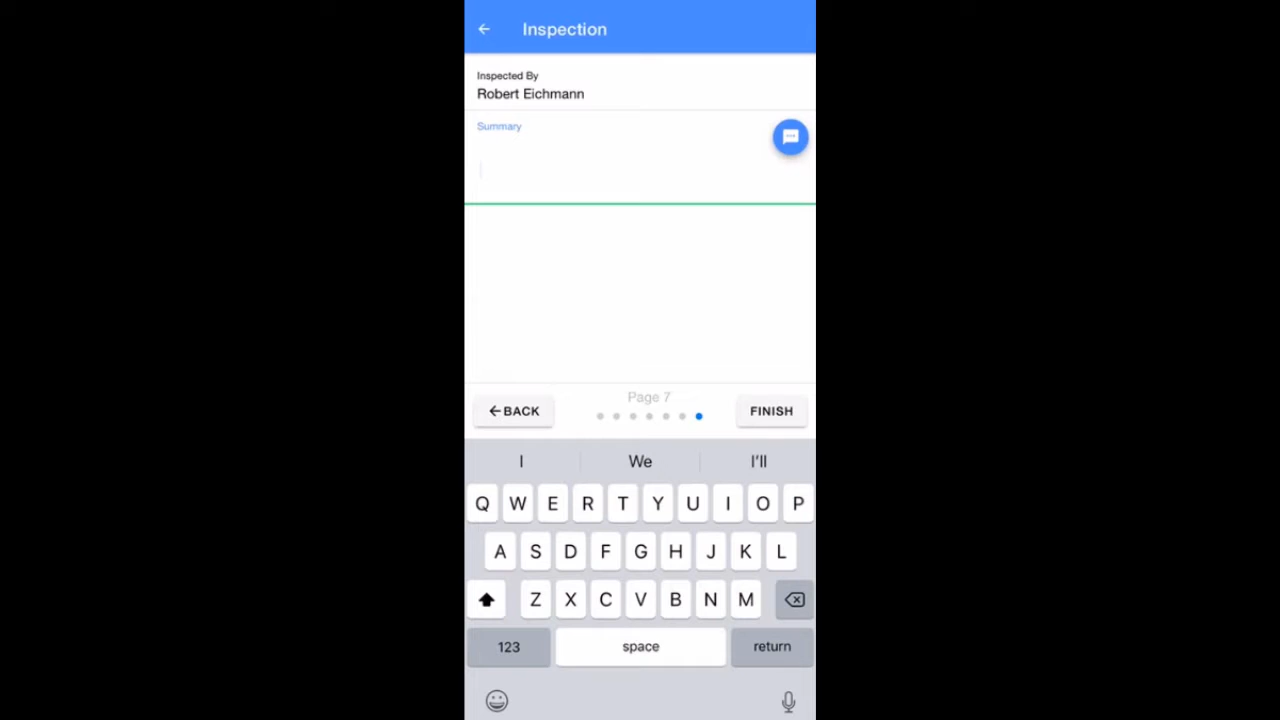 Inspection
Inspected By
Robert Eichmann
Summary
Page 7
BACK
FINISH
I We I'll
Q W E R T Y U I O P
A S D F G H J K L
Z X C V B N M
123 space return